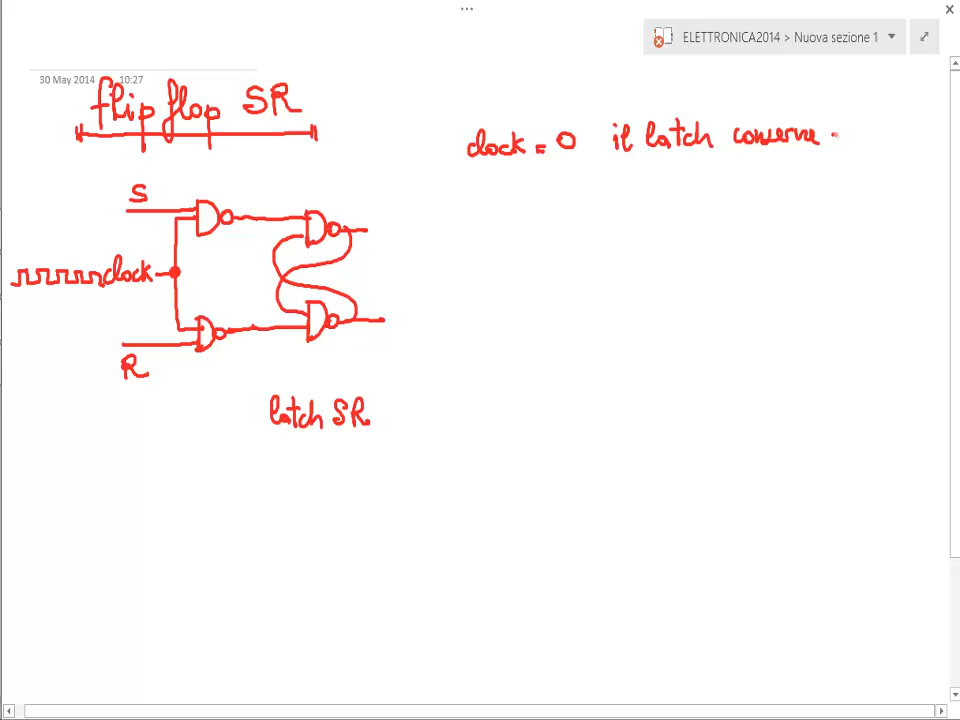 ELETTRONICA2014 > Nuova sezione 1
30 May 2014 10:27
flip flop SR
clock = 0 il latch conserva
S
clock
R
latch SR